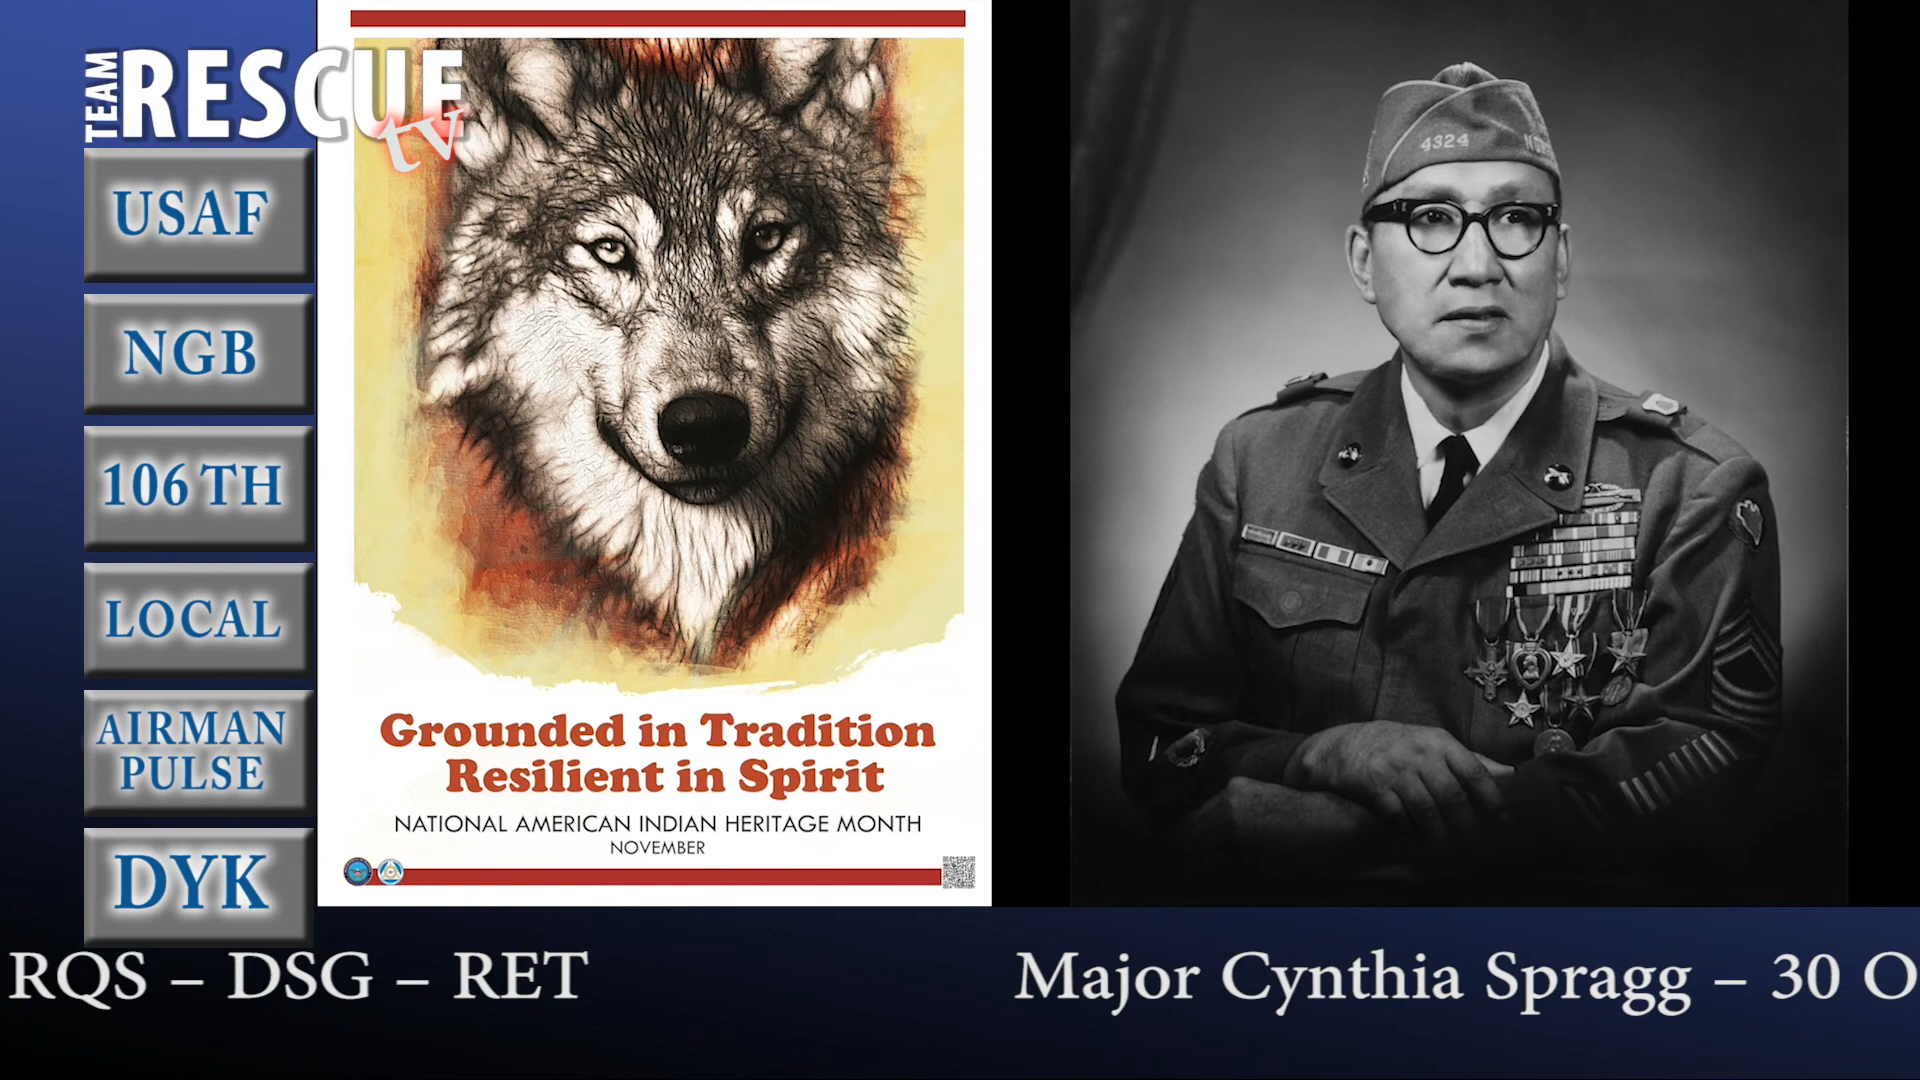 TEAM RESCUE
tv
USAF
NGB
106 TH
LOCAL
AIRMAN
PULSE
DYK
Grounded in Tradition
Resilient in Spirit
NATIONAL AMERICAN INDIAN HERITAGE MONTH
NOVEMBER
4324
RQS – DSG – RET
Major Cynthia Spragg – 30 O